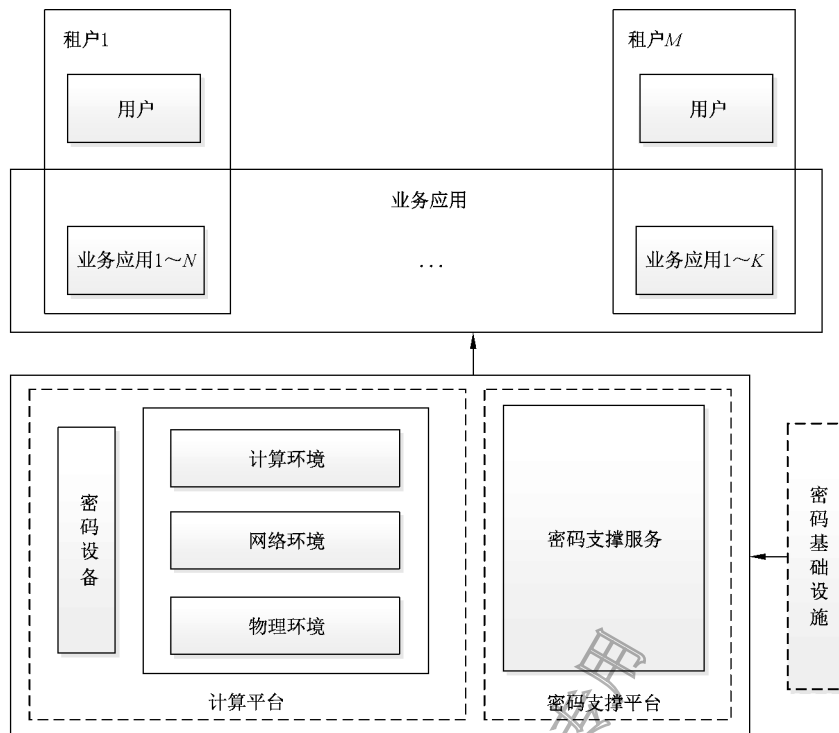 租户1
租户M
用户
用户
业务应用
业务应用1～N
...
业务应用1～K
密码设备
计算环境
网络环境
物理环境
计算平台
密码支撑服务
密码支撑平台
密码基础设施
用